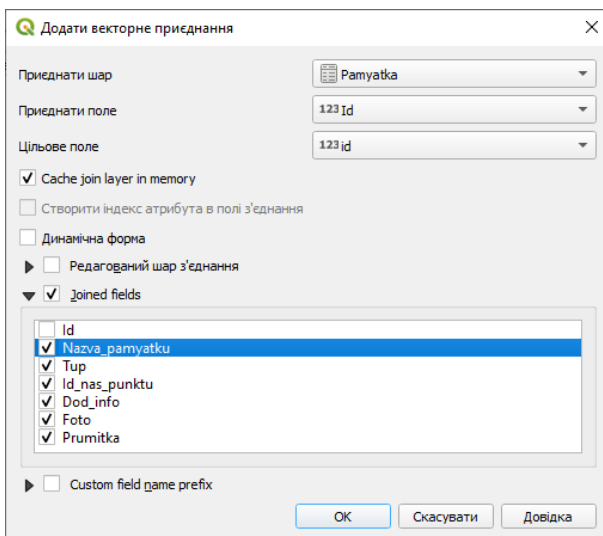 Додати векторне приєднання
Приєднати шар Pamyatka
Приєднати поле 123 Id
Цільове поле 123 id
Cache join layer in memory
Створити індекс атрибута в полі з'єднання
Динамічна форма
Редагований шар з'єднання
Joined fields
Id
Nazva_pamyatku
Tup
Id_nas_punktu
Dod_info
Foto
Prumitka
Custom field name prefix
ОК Скасувати Довідка